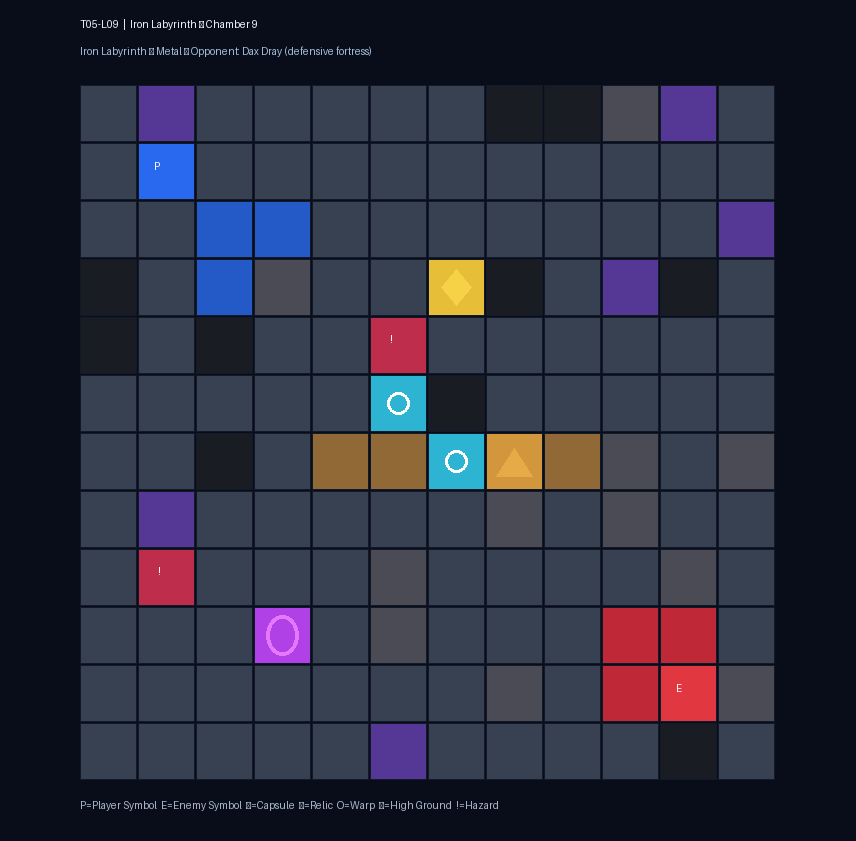 T05-L09 | Iron Labyrinth □ Chamber 9
Iron Labyrinth □ Metal □ Opponent: Dax Dray (defensive fortress)
P
!
!
E
P=Player Symbol E=Enemy Symbol □=Capsule □=Relic O=Warp □=High Ground !=Hazard